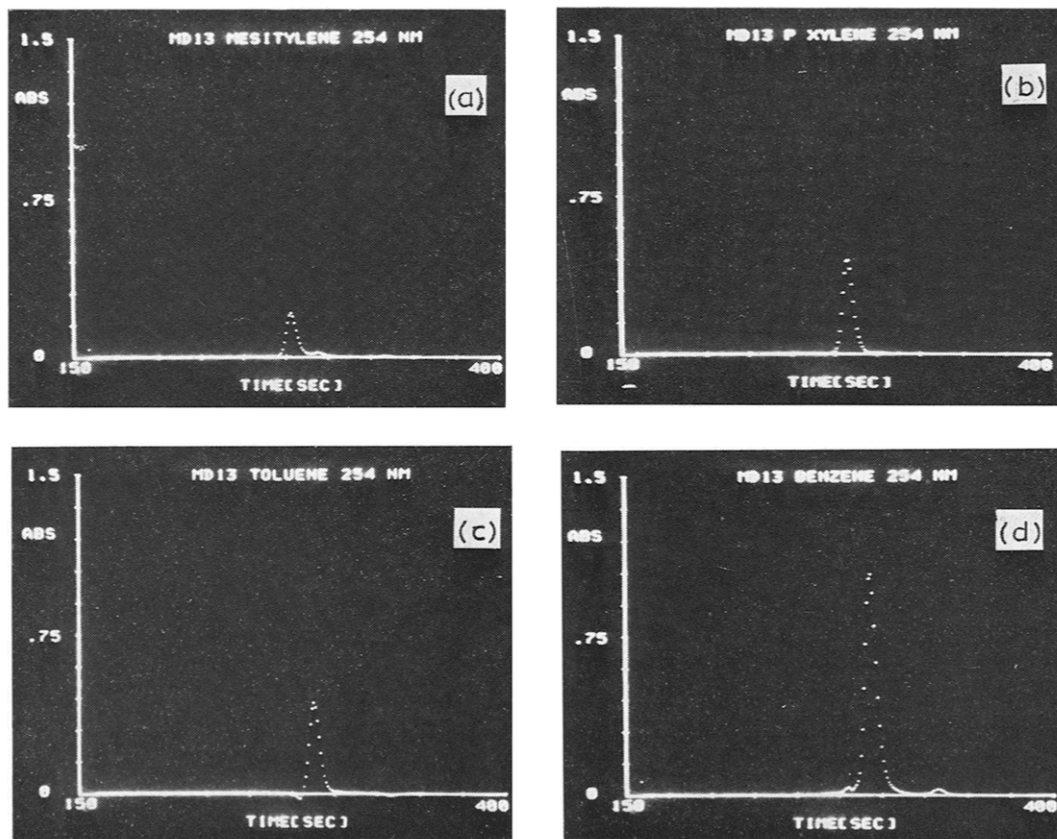 1.5 MD13 MESITYLENE 254 NM
ABS
(a)
.75
0
150 400
TIME[SEC]
1.5 MD13 P XYLENE 254 NM
ABS
(b)
.75
0
150 400
TIME[SEC]
1.5 MD13 TOLUENE 254 NM
ABS
(c)
.75
0
150 400
TIME[SEC]
1.5 MD13 BENZENE 254 NM
ABS
(d)
.75
0
150 400
TIME[SEC]